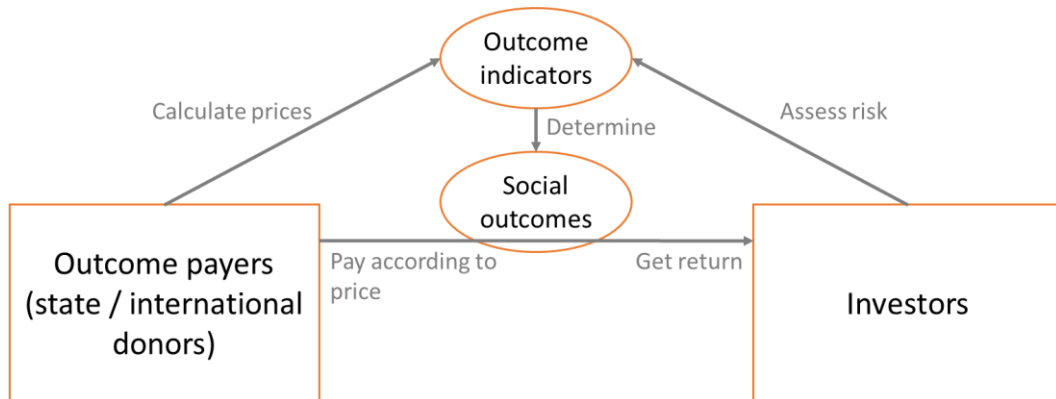 Outcome
indicators
Calculate prices
Assess risk
Determine
Social
outcomes
Outcome payers
(state / international
donors)
Pay according to
price
Get return
Investors